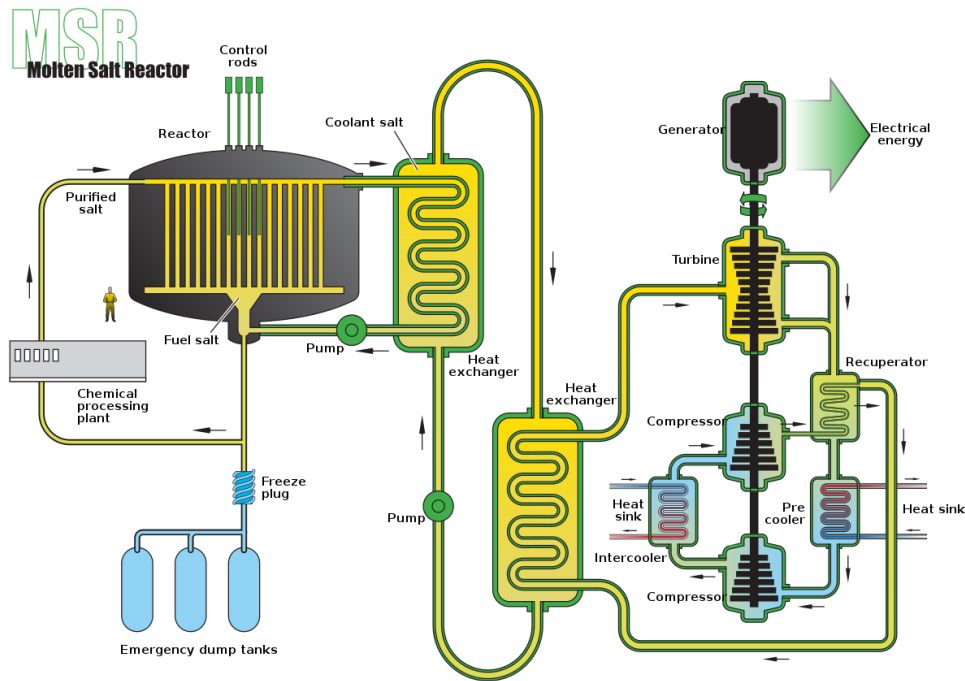 MSR
Molten Salt Reactor
Control
rods
Reactor
Coolant salt
Generator
Electrical
energy
Purified
salt
Turbine
Fuel salt
Pump
Heat
exchanger
Recuperator
Heat
exchanger
Chemical
processing
plant
Compressor
Freeze
plug
Heat
sink
Pre
cooler
Heat sink
Pump
Intercooler
Compressor
Emergency dump tanks